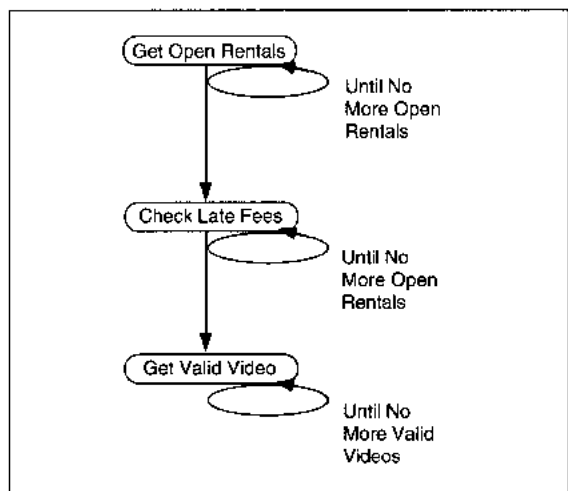 Get Open Rentals
Until No
More Open
Rentals
Check Late Fees
Until No
More Open
Rentals
Get Valid Video
Until No
More Valid
Videos